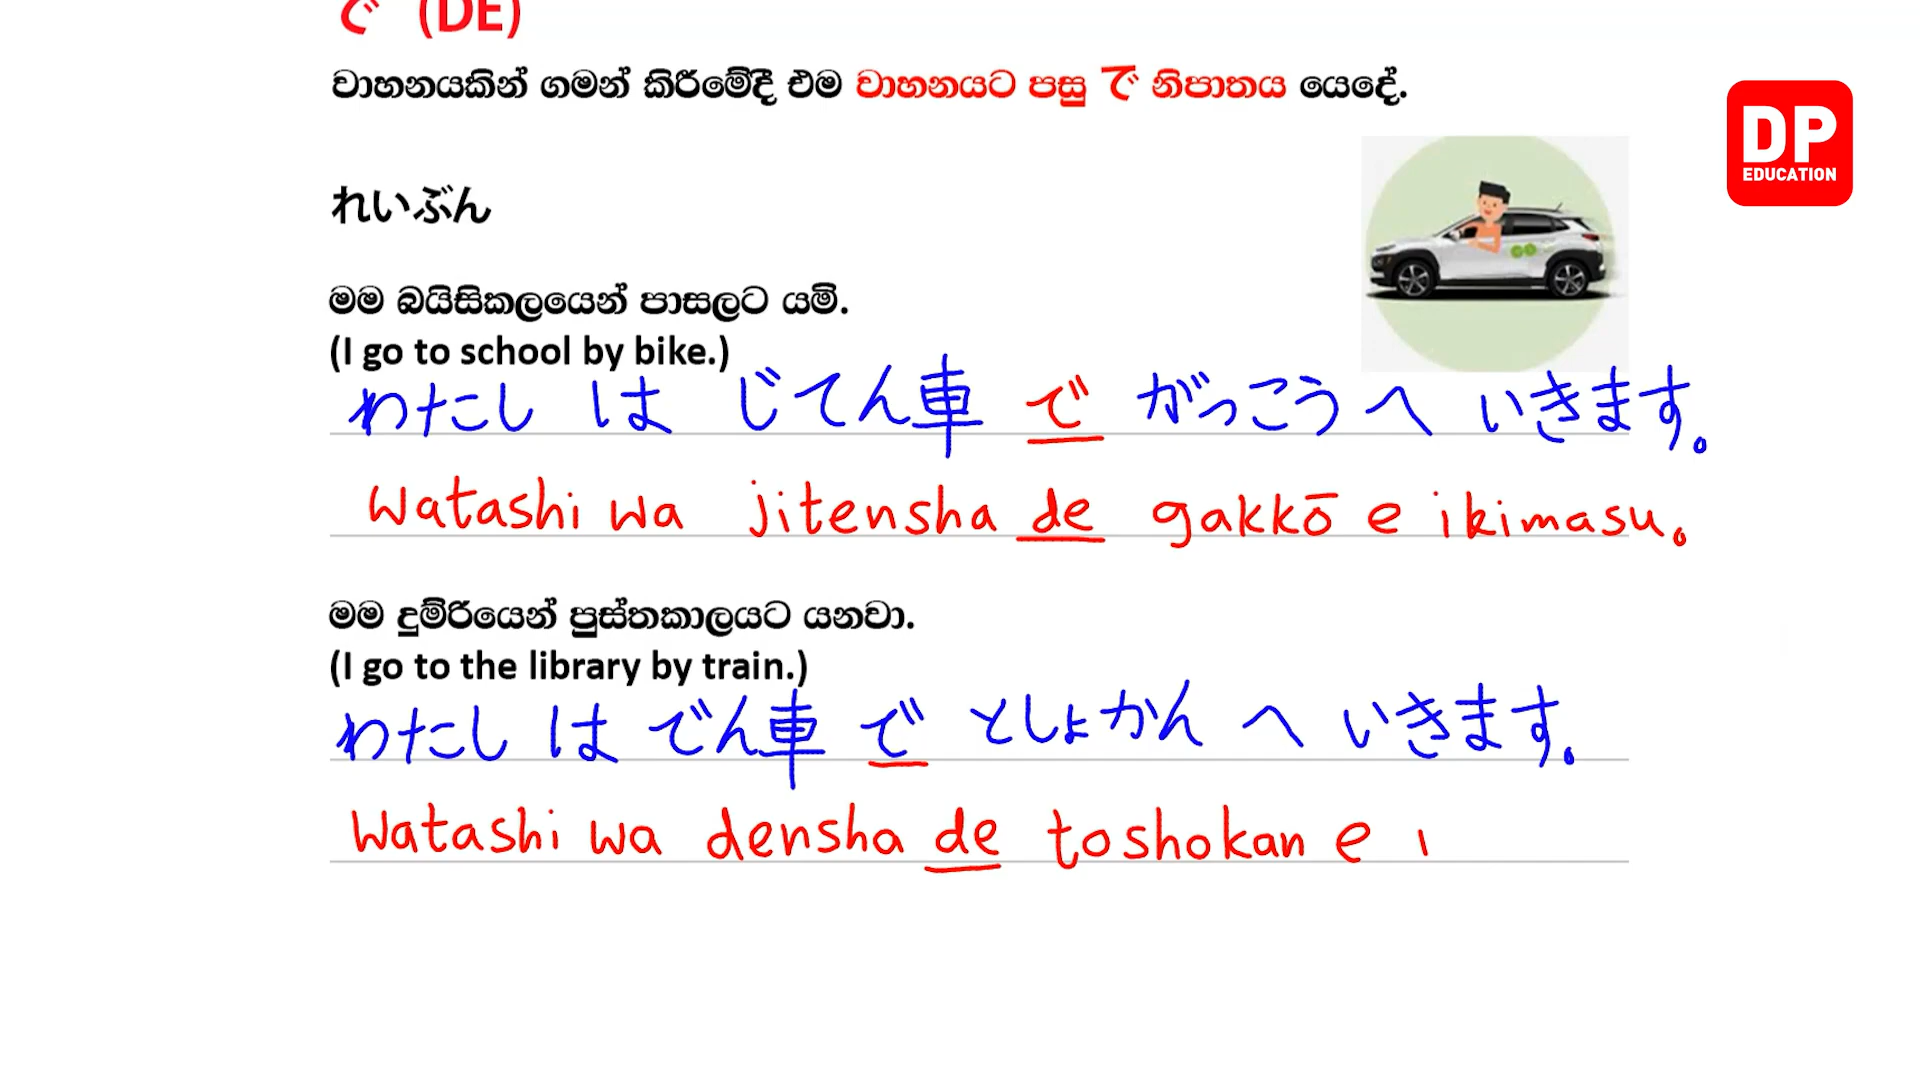 で (DE)
වාහනයකින් ගමන් කිරීමේදී එම වාහනයට පසු で නිපාතය යෙදේ.
DP
EDUCATION
れいぶん
මම බයිසිකලයෙන් පාසලට යමි.
(I go to school by bike.)
わたし は じてん車 で がっこう へ いきます。
watashi wa jitensha de gakkō e ikimasu。
මම දුම්රියෙන් පුස්තකාලයට යනවා.
(I go to the library by train.)
わたし は でん車 で としょかん へ いきます。
watashi wa densha de toshokan e ı